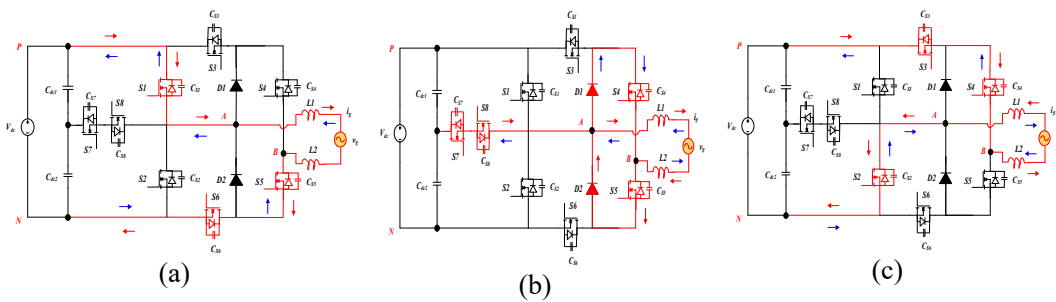 C_S3
P
S3
C_dc1
C_S7
S8
S1
C_S1
D1
S4
C_S4
L1
i_g
V_dc
A
v_g
S7
C_S8
B
L2
C_dc2
S2
C_S2
D2
S5
C_S5
S6
N
C_S6
(a)
C_S3
P
S3
C_dc1
C_S7
S8
S1
C_S1
D1
S4
C_S4
L1
i_g
V_dc
A
v_g
S7
C_S8
B
L2
C_dc2
S2
C_S2
D2
S5
C_S5
S6
N
C_S6
(b)
C_S3
P
S3
C_dc1
C_S7
S8
S1
C_S1
D1
S4
C_S4
L1
i_g
V_dc
A
v_g
S7
C_S8
B
L2
C_dc2
S2
C_S2
D2
S5
C_S5
S6
N
C_S6
(c)